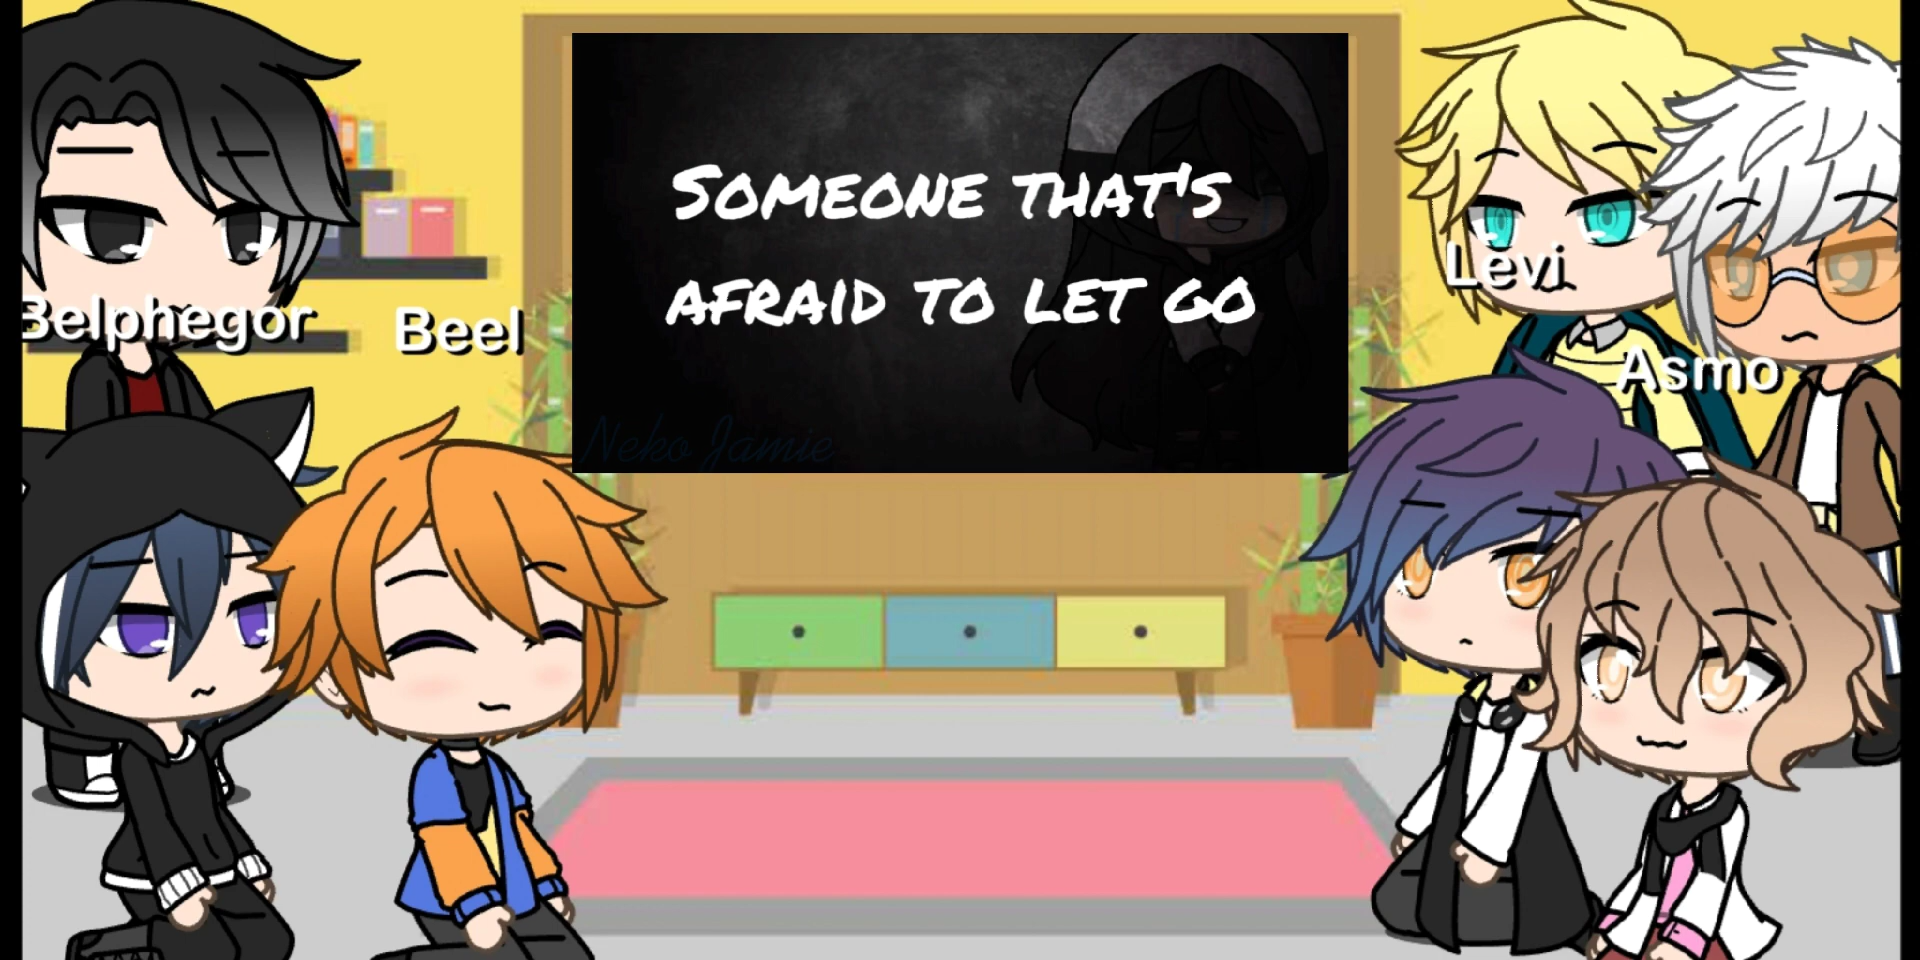 SOMEONE THAT'S
AFRAID TO LET GO
Neko Jamie
Belphegor
Beel
Levi
Asmo